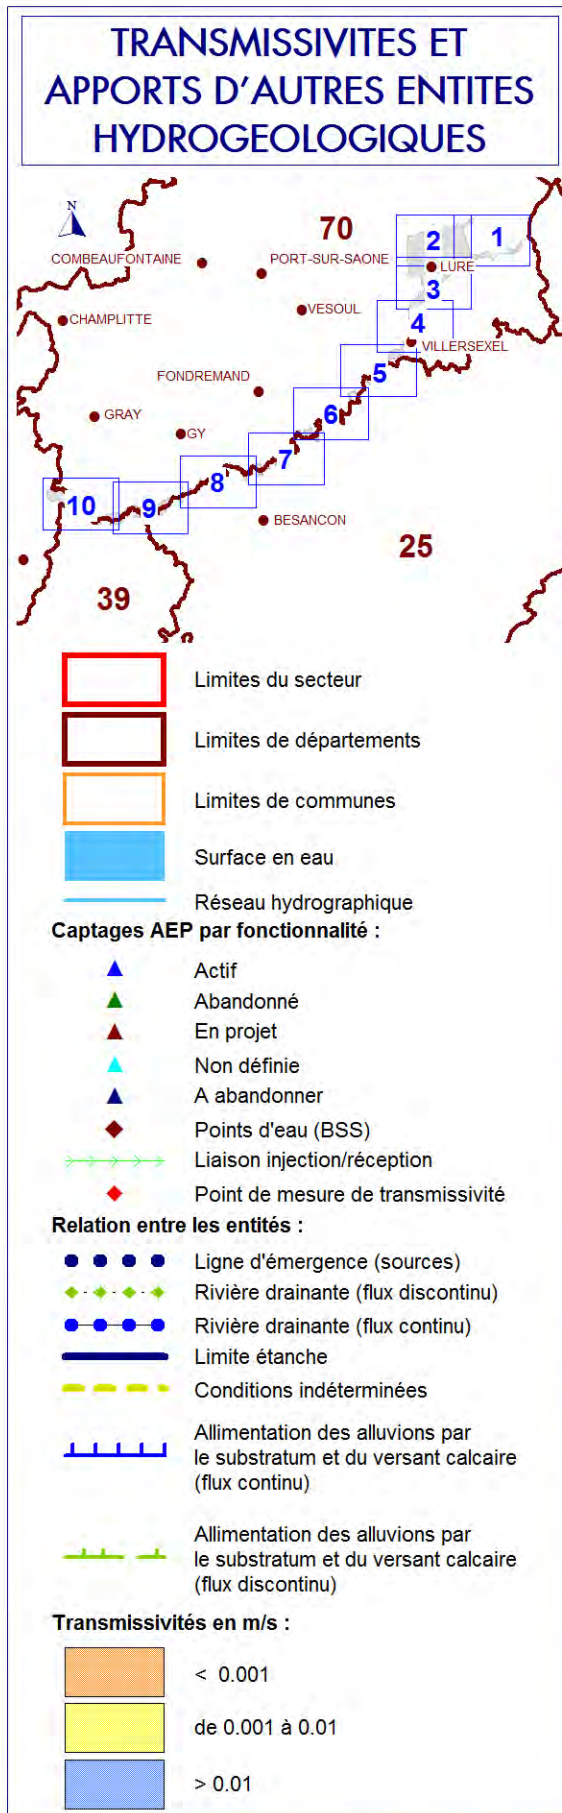 TRANSMISSIVITES ET
APPORTS D'AUTRES ENTITES
HYDROGEOLOGIQUES
N
70
2
1
COMBEAUFONTAINE
PORT-SUR-SAONE
LURE
3
VESOUL
CHAMPLITTE
4
VILLERSEXEL
5
FONDREMAND
6
GRAY
GY
7
8
10
9
BESANCON
25
39
Limites du secteur
Limites de départements
Limites de communes
Surface en eau
Réseau hydrographique
Captages AEP par fonctionnalité :
Actif
Abandonné
En projet
Non définie
A abandonner
Points d'eau (BSS)
Liaison injection/réception
Point de mesure de transmissivité
Relation entre les entités :
Ligne d'émergence (sources)
Rivière drainante (flux discontinu)
Rivière drainante (flux continu)
Limite étanche
Conditions indéterminées
Allimentation des alluvions par
le substratum et du versant calcaire
(flux continu)
Allimentation des alluvions par
le substratum et du versant calcaire
(flux discontinu)
Transmissivités en m/s :
< 0.001
de 0.001 à 0.01
> 0.01